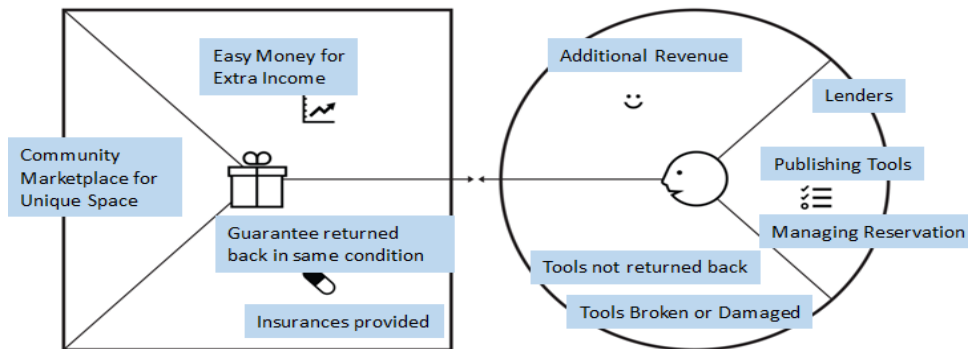 Easy Money for
Extra Income
Community
Marketplace for
Unique Space
Guarantee returned
back in same condition
Insurances provided
Additional Revenue
Lenders
Publishing Tools
Managing Reservation
Tools not returned back
Tools Broken or Damaged